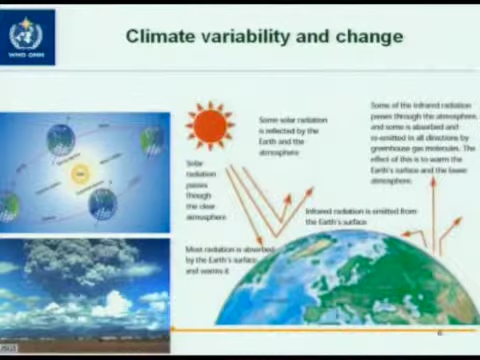 Climate variability and change
WMO OMM
Some solar radiation
is reflected by the
Earth and the
atmosphere
Some of the infrared radiation
passes through the atmosphere,
and some is absorbed and
re-emitted in all directions by
greenhouse gas molecules. The
effect of this is to warm the
Earth's surface and the lower
atmosphere.
Solar
radiation
passes
through
the clear
atmosphere
Infrared radiation is emitted from
the Earth's surface
Most radiation is absorbed
by the Earth's surface
and warms it
6
USGS